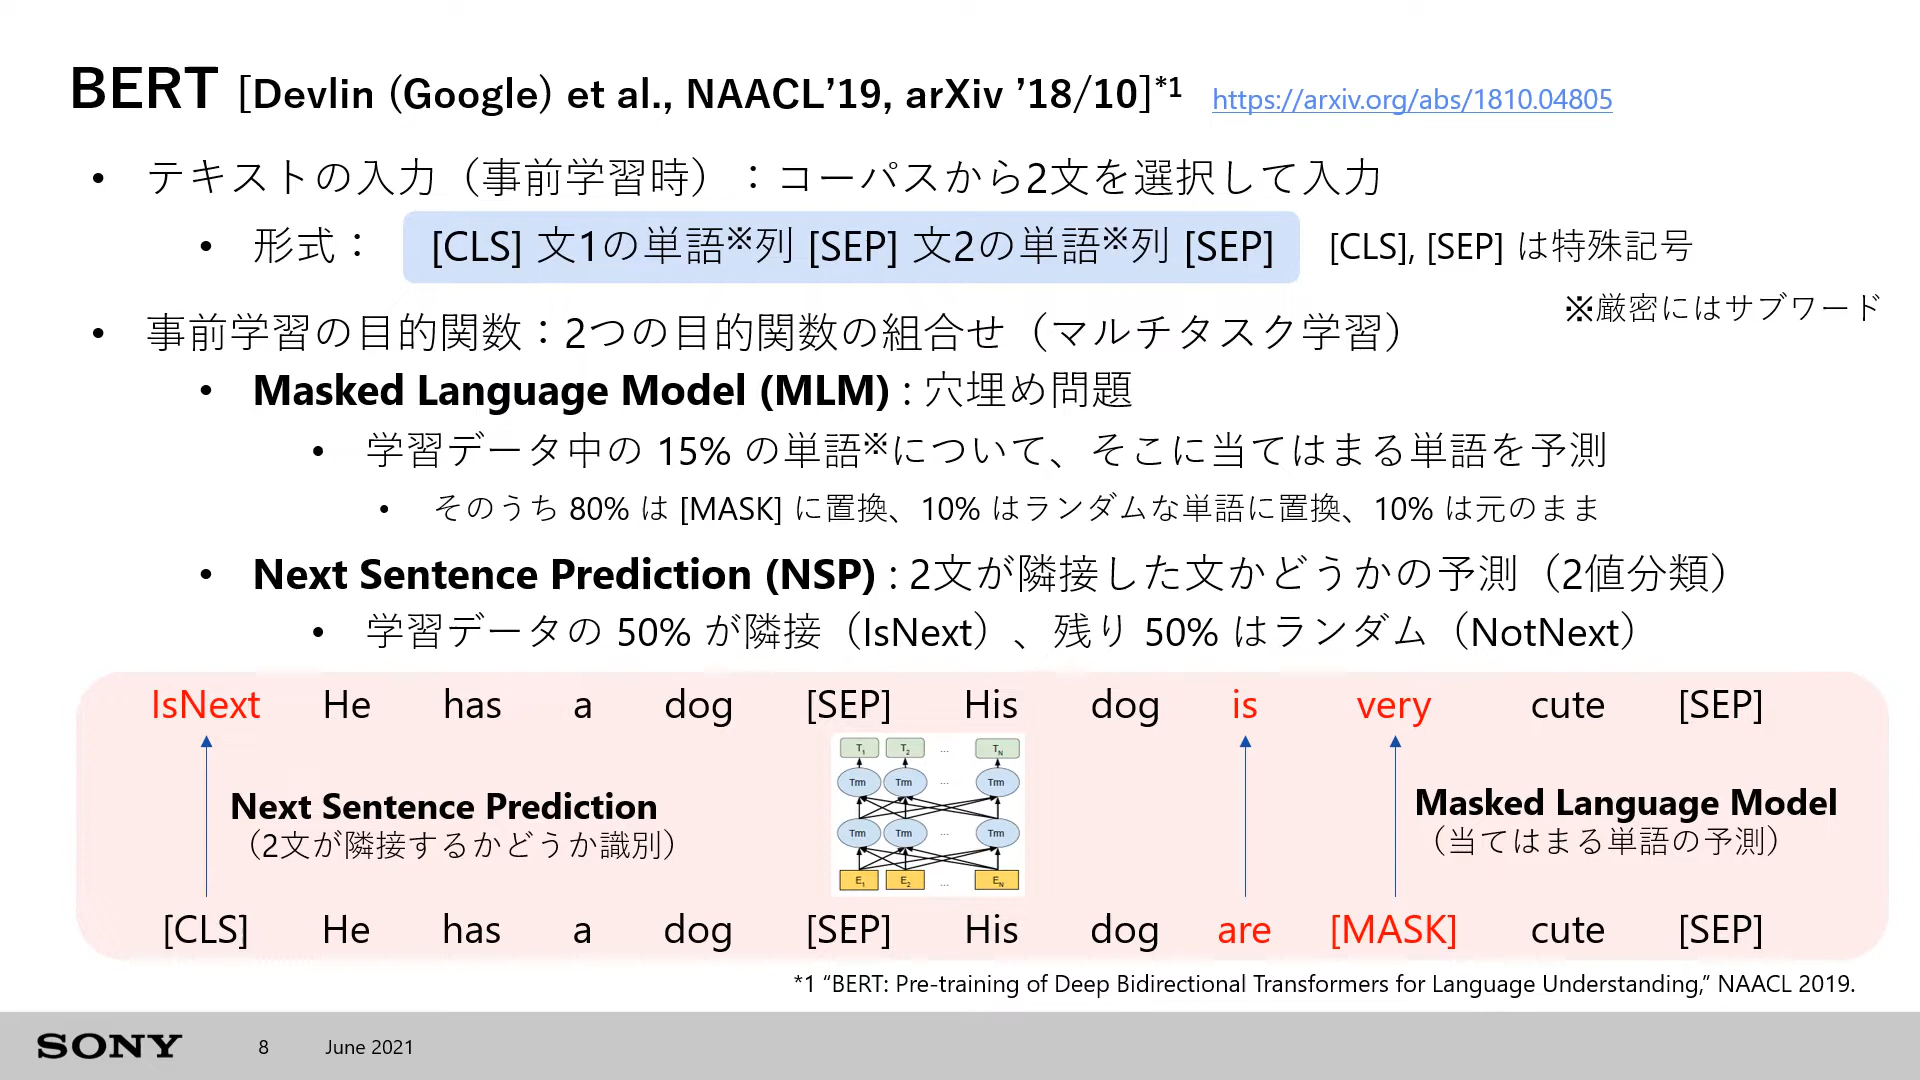 BERT [Devlin (Google) et al., NAACL’19, arXiv ’18/10]*1 https://arxiv.org/abs/1810.04805
• テキストの入力（事前学習時）：コーパスから2文を選択して入力
• 形式： [CLS] 文1の単語※列 [SEP] 文2の単語※列 [SEP] [CLS], [SEP] は特殊記号
※厳密にはサブワード
• 事前学習の目的関数：2つの目的関数の組合せ（マルチタスク学習）
• Masked Language Model (MLM) : 穴埋め問題
• 学習データ中の 15% の単語※について、そこに当てはまる単語を予測
• そのうち 80% は [MASK] に置換、10% はランダムな単語に置換、10% は元のまま
• Next Sentence Prediction (NSP) : 2文が隣接した文かどうかの予測（2値分類）
• 学習データの 50% が隣接（IsNext）、残り 50% はランダム（NotNext）
IsNext He has a dog [SEP] His dog is very cute [SEP]
T1 T2 ... TN
Trm Trm ... Trm
Trm Trm ... Trm
E1 E2 ... EN
Next Sentence Prediction
（2文が隣接するかどうか識別）
Masked Language Model
（当てはまる単語の予測）
[CLS] He has a dog [SEP] His dog are [MASK] cute [SEP]
*1 “BERT: Pre-training of Deep Bidirectional Transformers for Language Understanding,” NAACL 2019.
SONY 8 June 2021